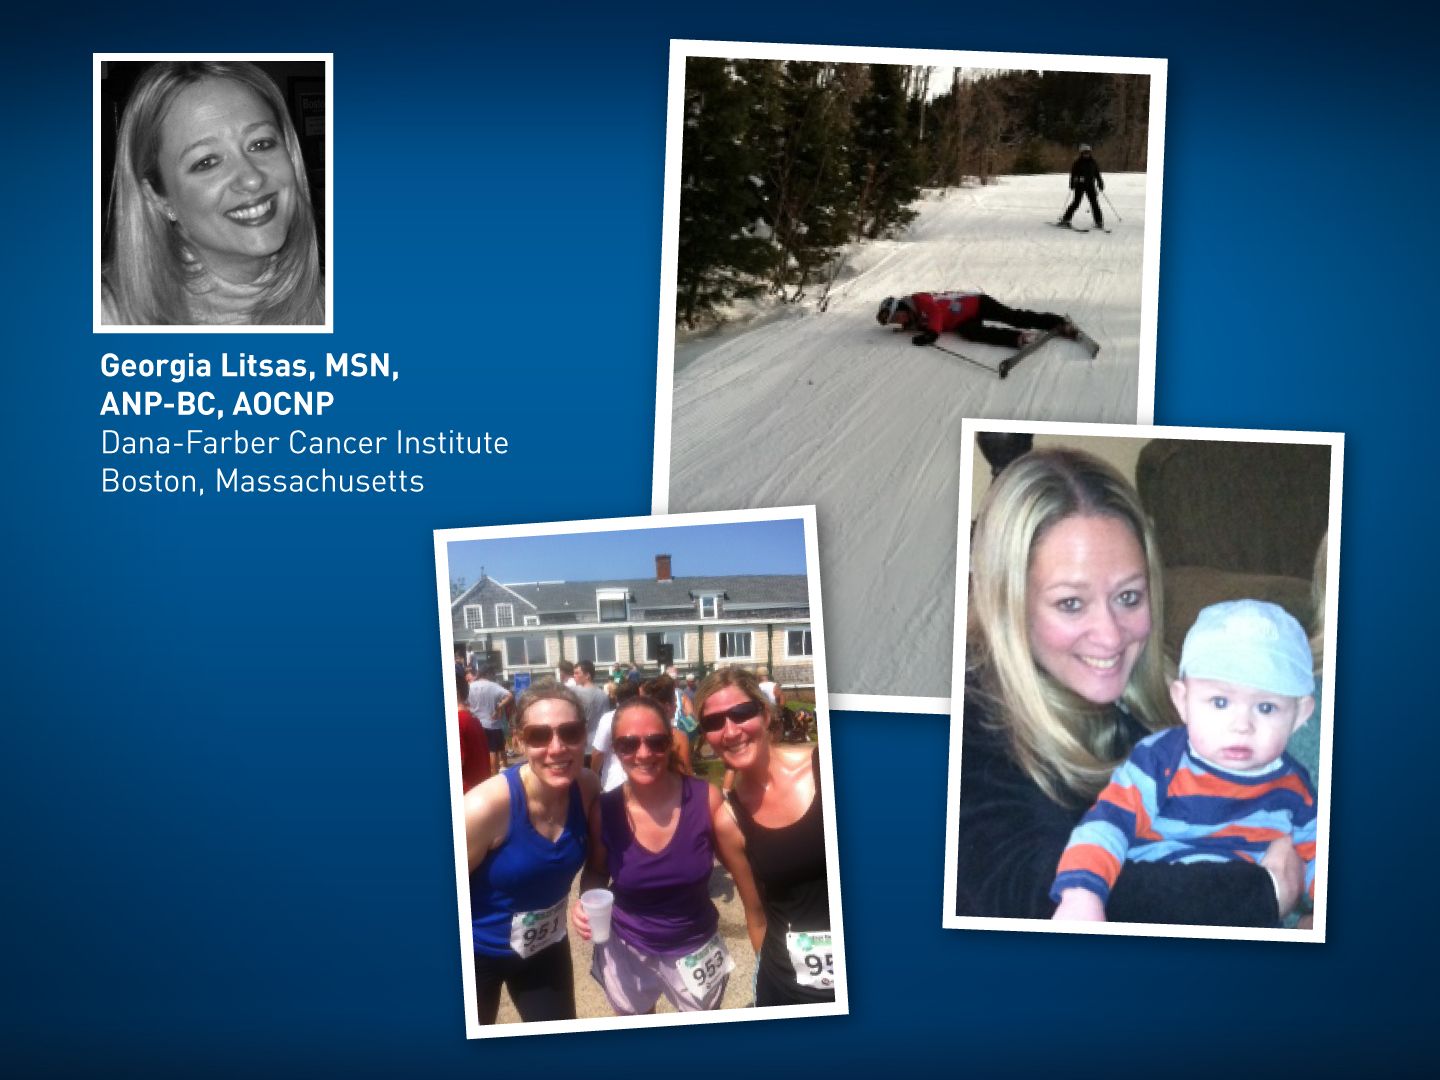 Georgia Litsas, MSN,
ANP-BC, AOCNP
Dana-Farber Cancer Institute
Boston, Massachusetts
951
953
95